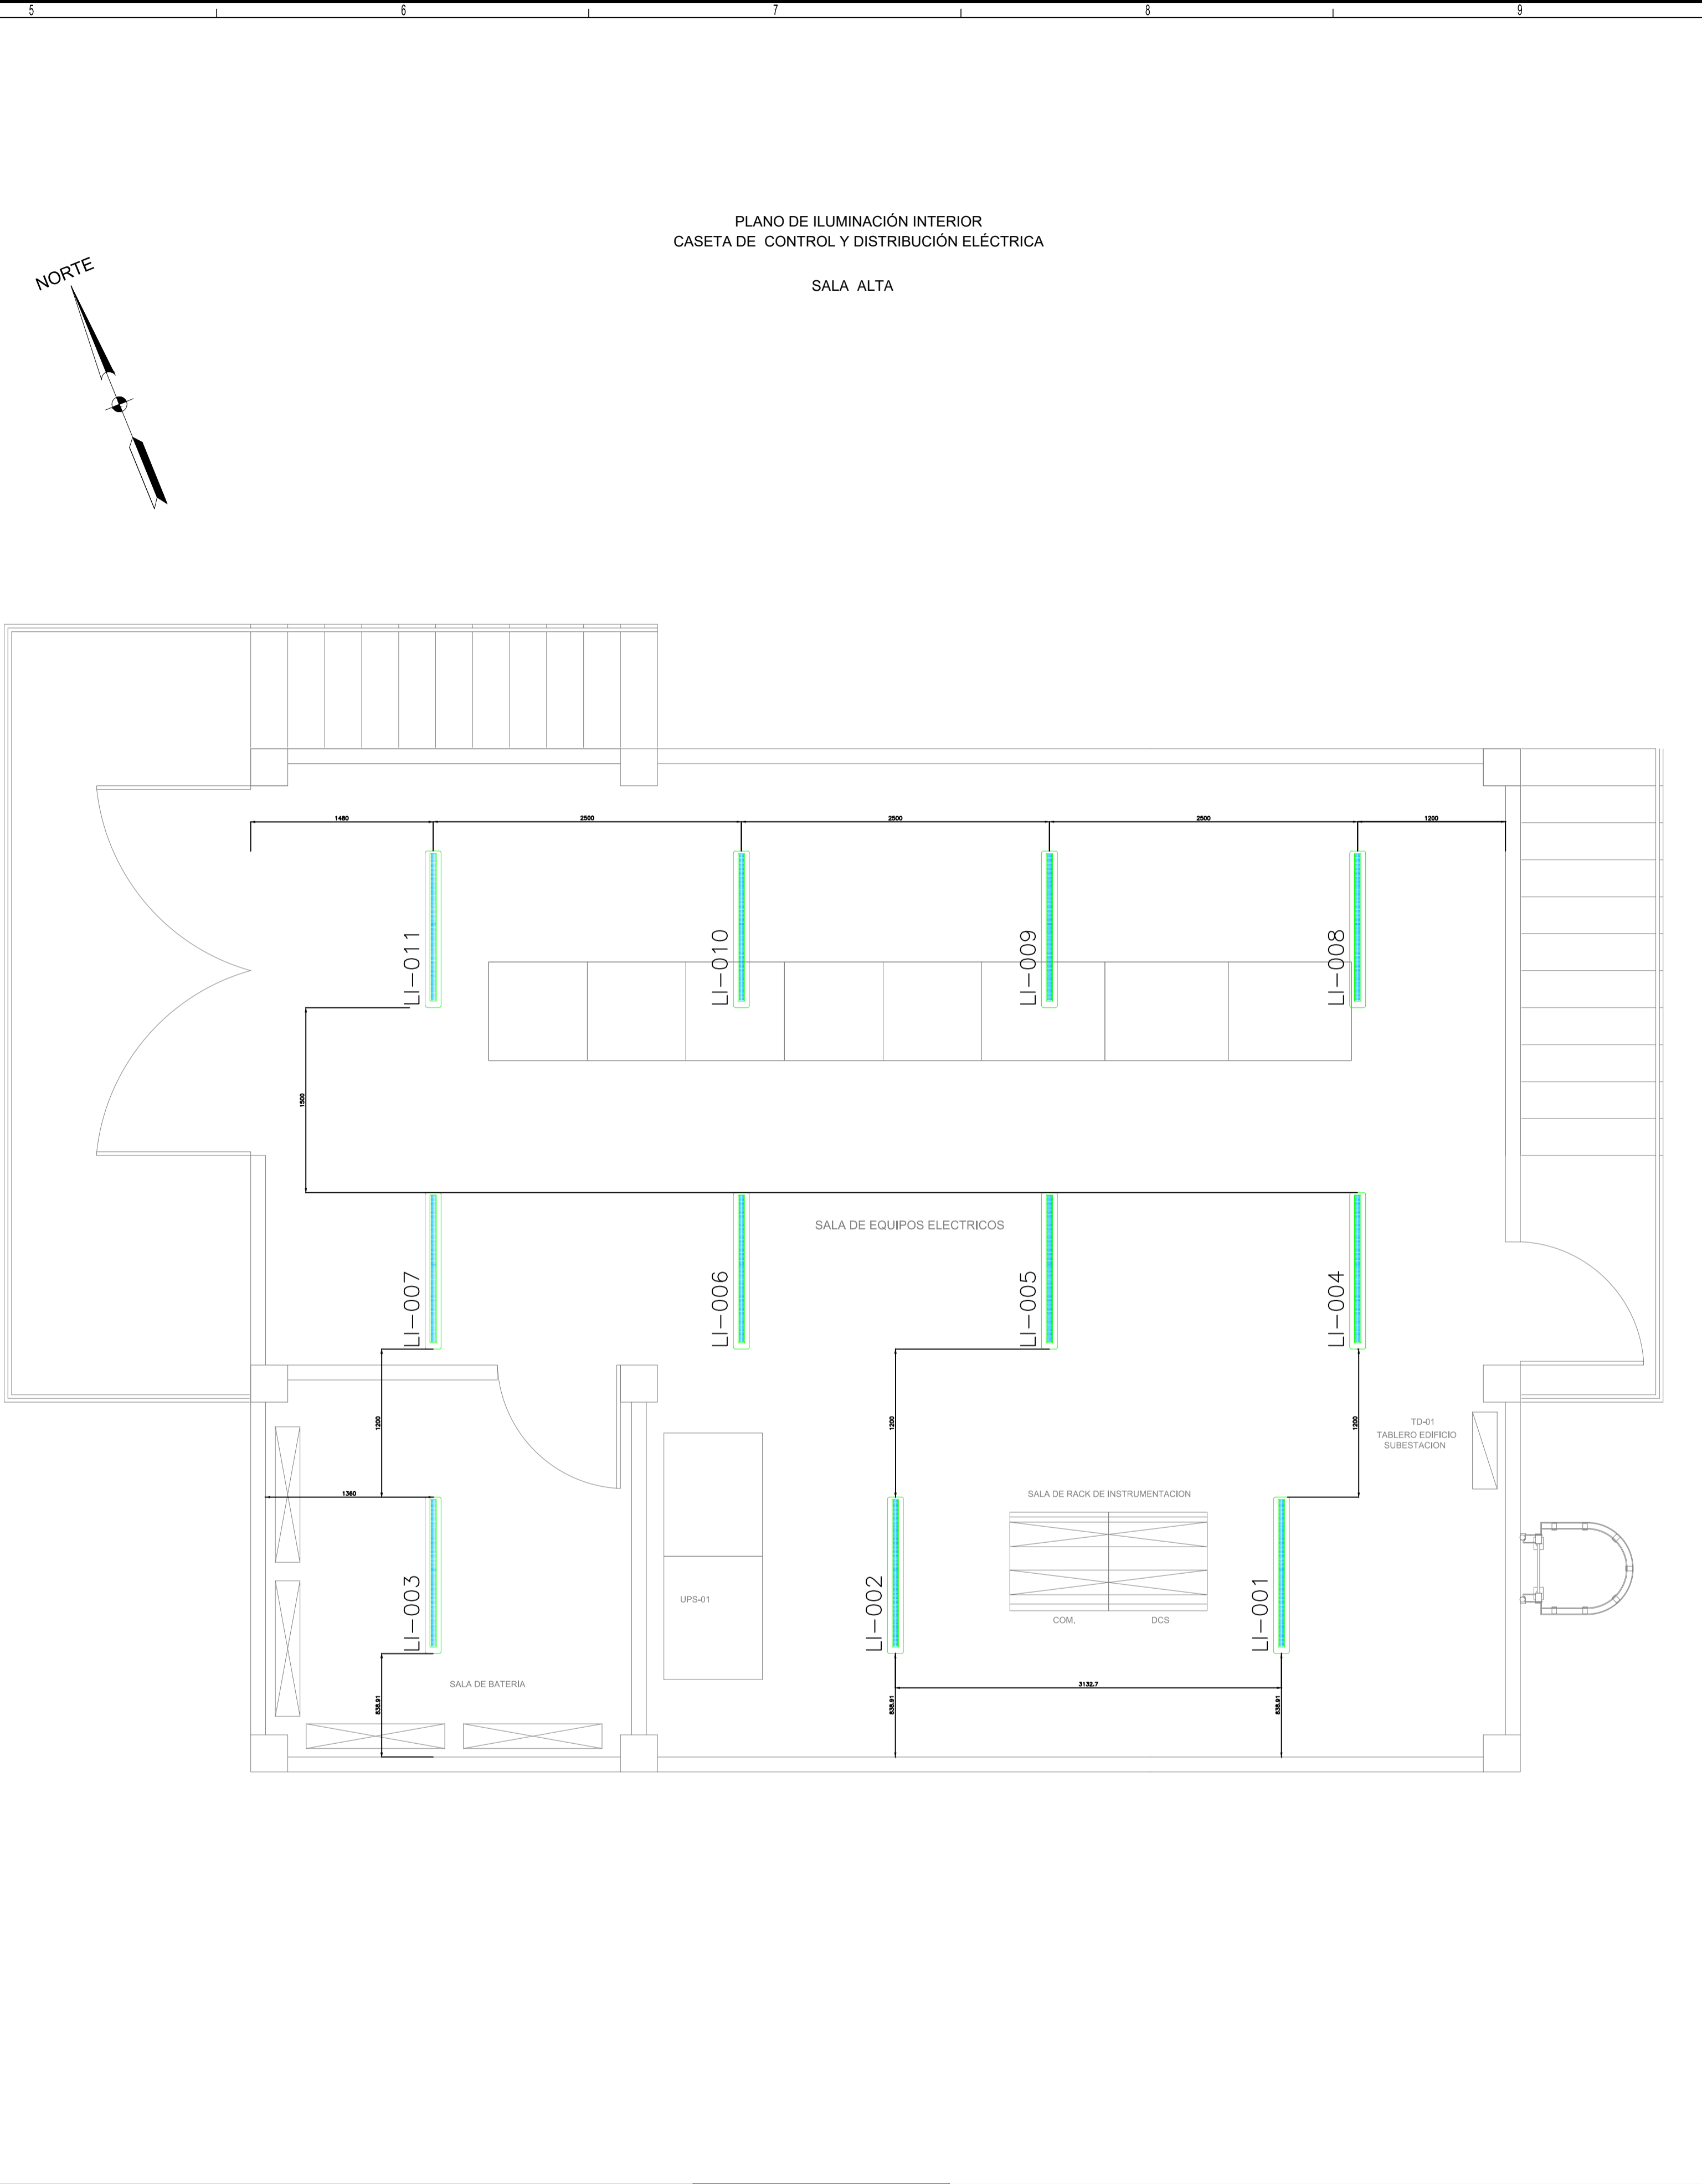 5
6
7
8
9
PLANO DE ILUMINACIÓN INTERIOR
CASETA DE CONTROL Y DISTRIBUCIÓN ELÉCTRICA
SALA ALTA
NORTE
1480
2500
2500
2500
1200
LI-011
LI-010
LI-009
LI-008
1500
SALA DE EQUIPOS ELECTRICOS
LI-007
LI-006
LI-005
LI-004
1200
1200
1200
TD-01
TABLERO EDIFICIO
SUBESTACION
1360
SALA DE RACK DE INSTRUMENTACION
LI-003
UPS-01
LI-002
LI-001
COM.
DCS
SALA DE BATERIA
3132.7
838.91
838.91
838.91